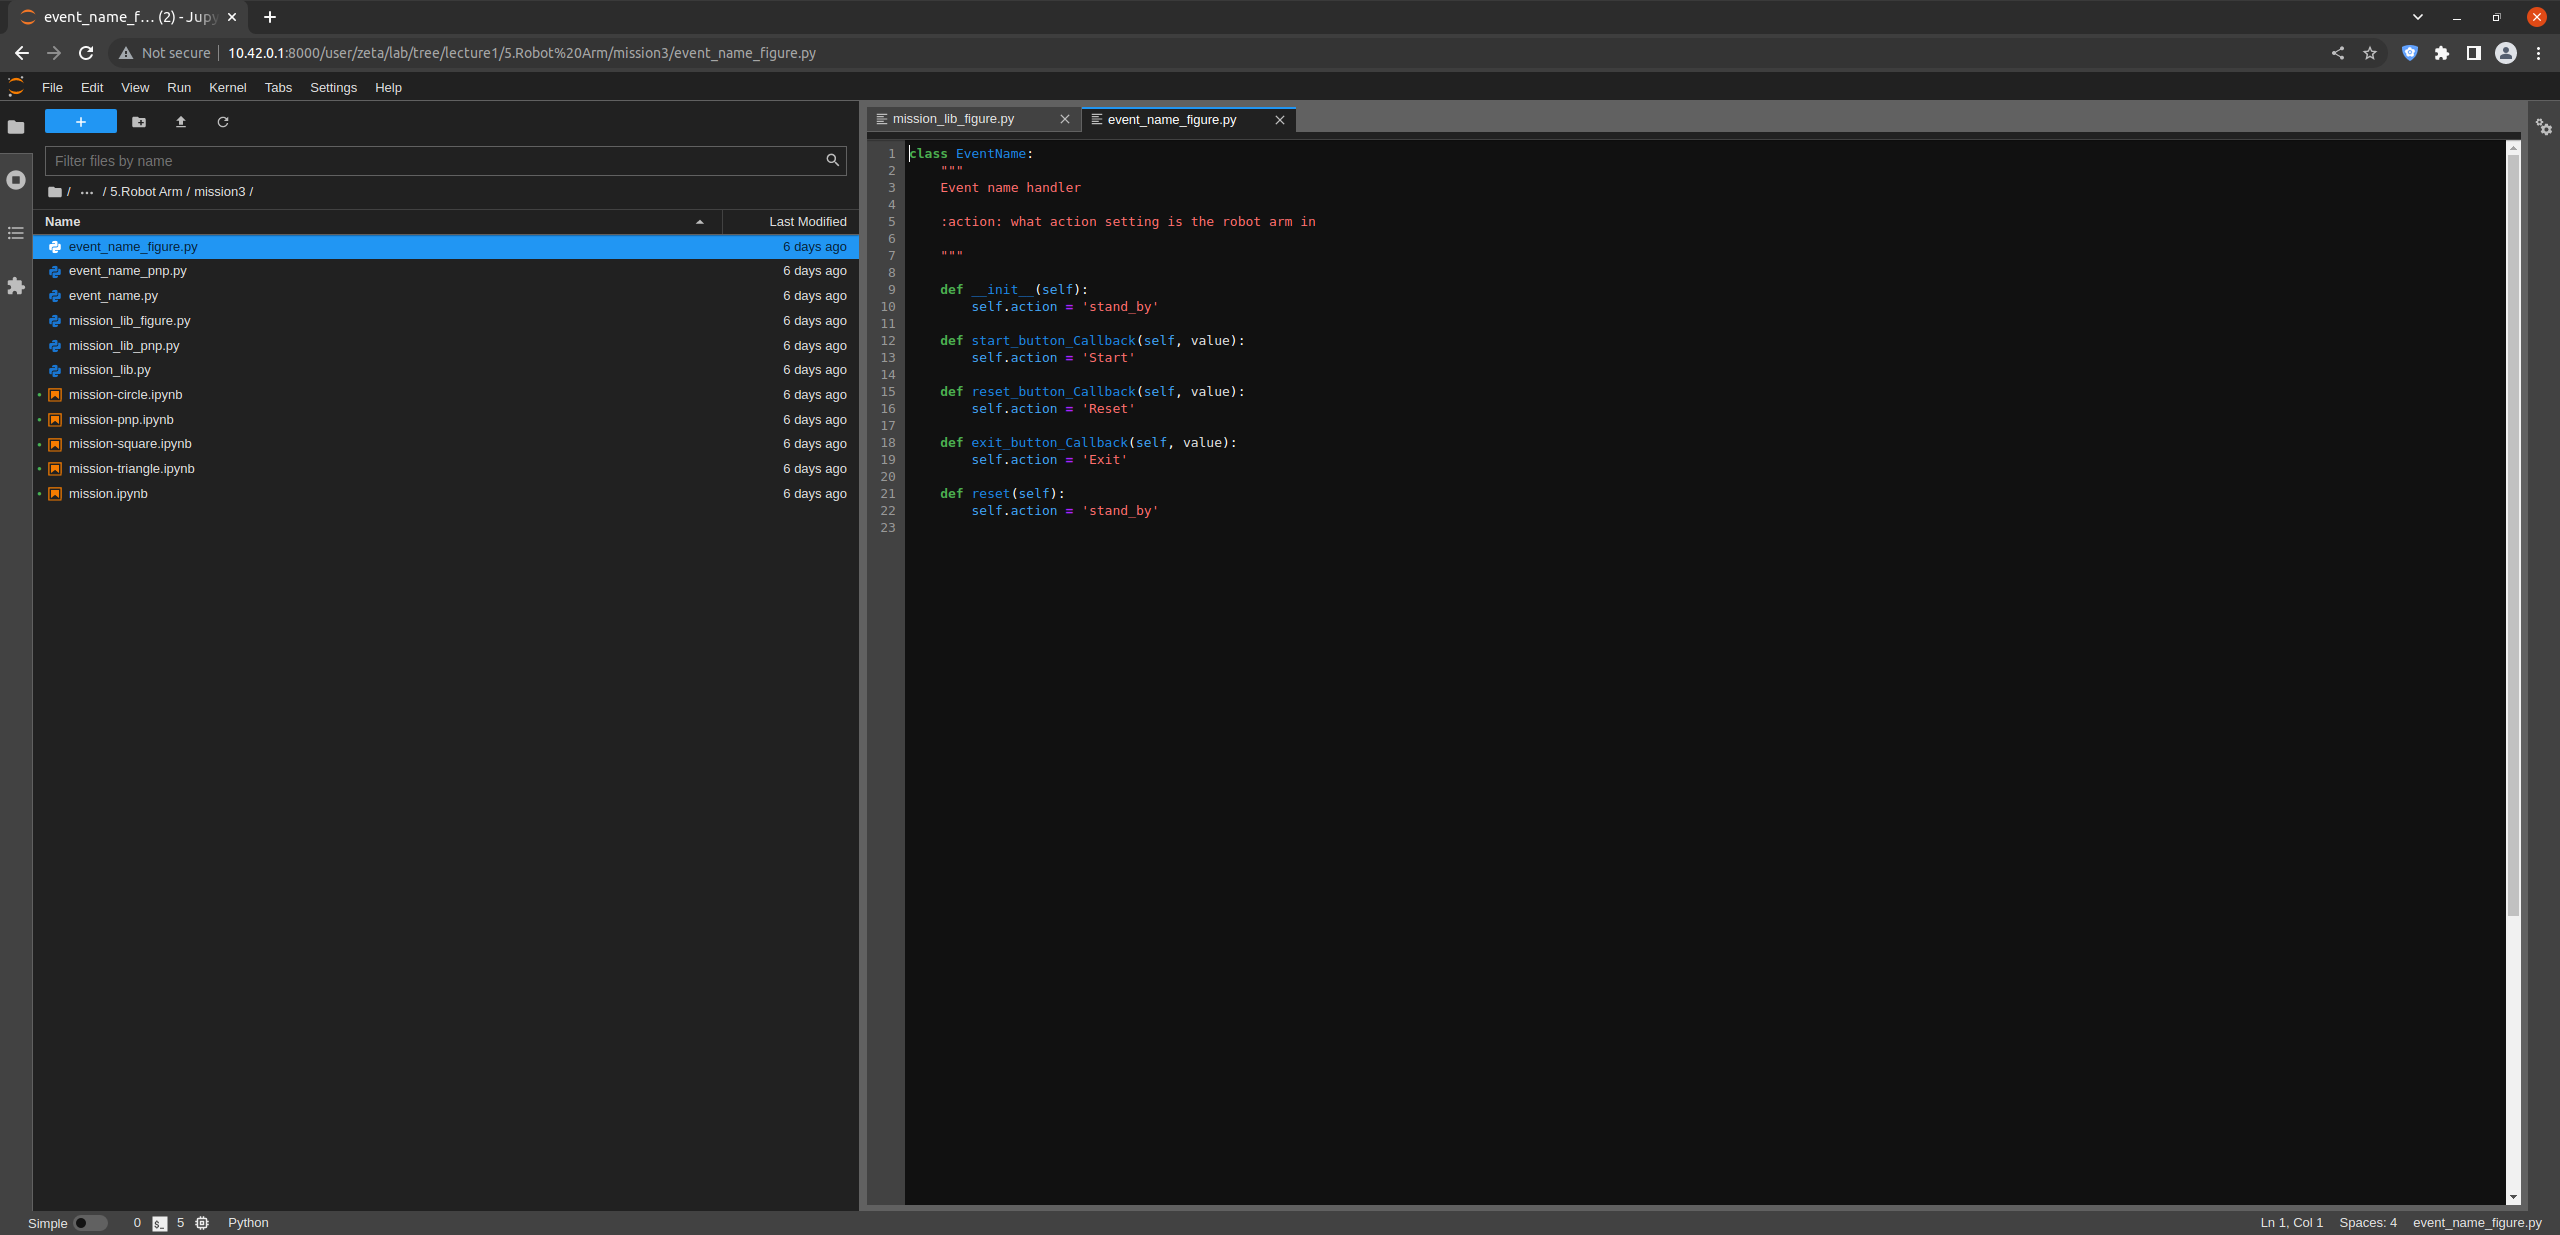 event_name_f… (2) - Jupy
Not secure 10.42.0.1:8000/user/zeta/lab/tree/lecture1/5.Robot%20Arm/mission3/event_name_figure.py
File Edit View Run Kernel Tabs Settings Help
Filter files by name
/ ··· / 5.Robot Arm / mission3 /
Name Last Modified
event_name_figure.py 6 days ago
event_name_pnp.py 6 days ago
event_name.py 6 days ago
mission_lib_figure.py 6 days ago
mission_lib_pnp.py 6 days ago
mission_lib.py 6 days ago
mission-circle.ipynb 6 days ago
mission-pnp.ipynb 6 days ago
mission-square.ipynb 6 days ago
mission-triangle.ipynb 6 days ago
mission.ipynb 6 days ago
mission_lib_figure.py event_name_figure.py
1 class EventName:
2 """
3 Event name handler
4
5 :action: what action setting is the robot arm in
6
7 """
8
9 def __init__(self):
10 self.action = 'stand_by'
11
12 def start_button_Callback(self, value):
13 self.action = 'Start'
14
15 def reset_button_Callback(self, value):
16 self.action = 'Reset'
17
18 def exit_button_Callback(self, value):
19 self.action = 'Exit'
20
21 def reset(self):
22 self.action = 'stand_by'
23
Simple 0 $_ 5 Python Ln 1, Col 1 Spaces: 4 event_name_figure.py